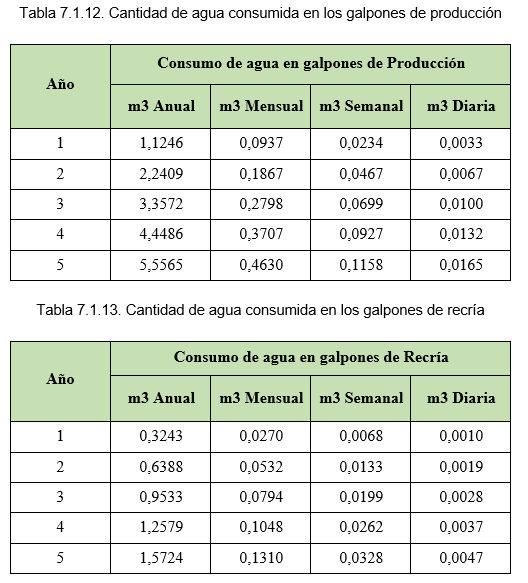 Tabla 7.1.12. Cantidad de agua consumida en los galpones de producción
Año
Consumo de agua en galpones de Producción
m3 Anual m3 Mensual m3 Semanal m3 Diaria
1 1,1246 0,0937 0,0234 0,0033
2 2,2409 0,1867 0,0467 0,0067
3 3,3572 0,2798 0,0699 0,0100
4 4,4486 0,3707 0,0927 0,0132
5 5,5565 0,4630 0,1158 0,0165
Tabla 7.1.13. Cantidad de agua consumida en los galpones de recría
Año
Consumo de agua en galpones de Recría
m3 Anual m3 Mensual m3 Semanal m3 Diaria
1 0,3243 0,0270 0,0068 0,0010
2 0,6388 0,0532 0,0133 0,0019
3 0,9533 0,0794 0,0199 0,0028
4 1,2579 0,1048 0,0262 0,0037
5 1,5724 0,1310 0,0328 0,0047